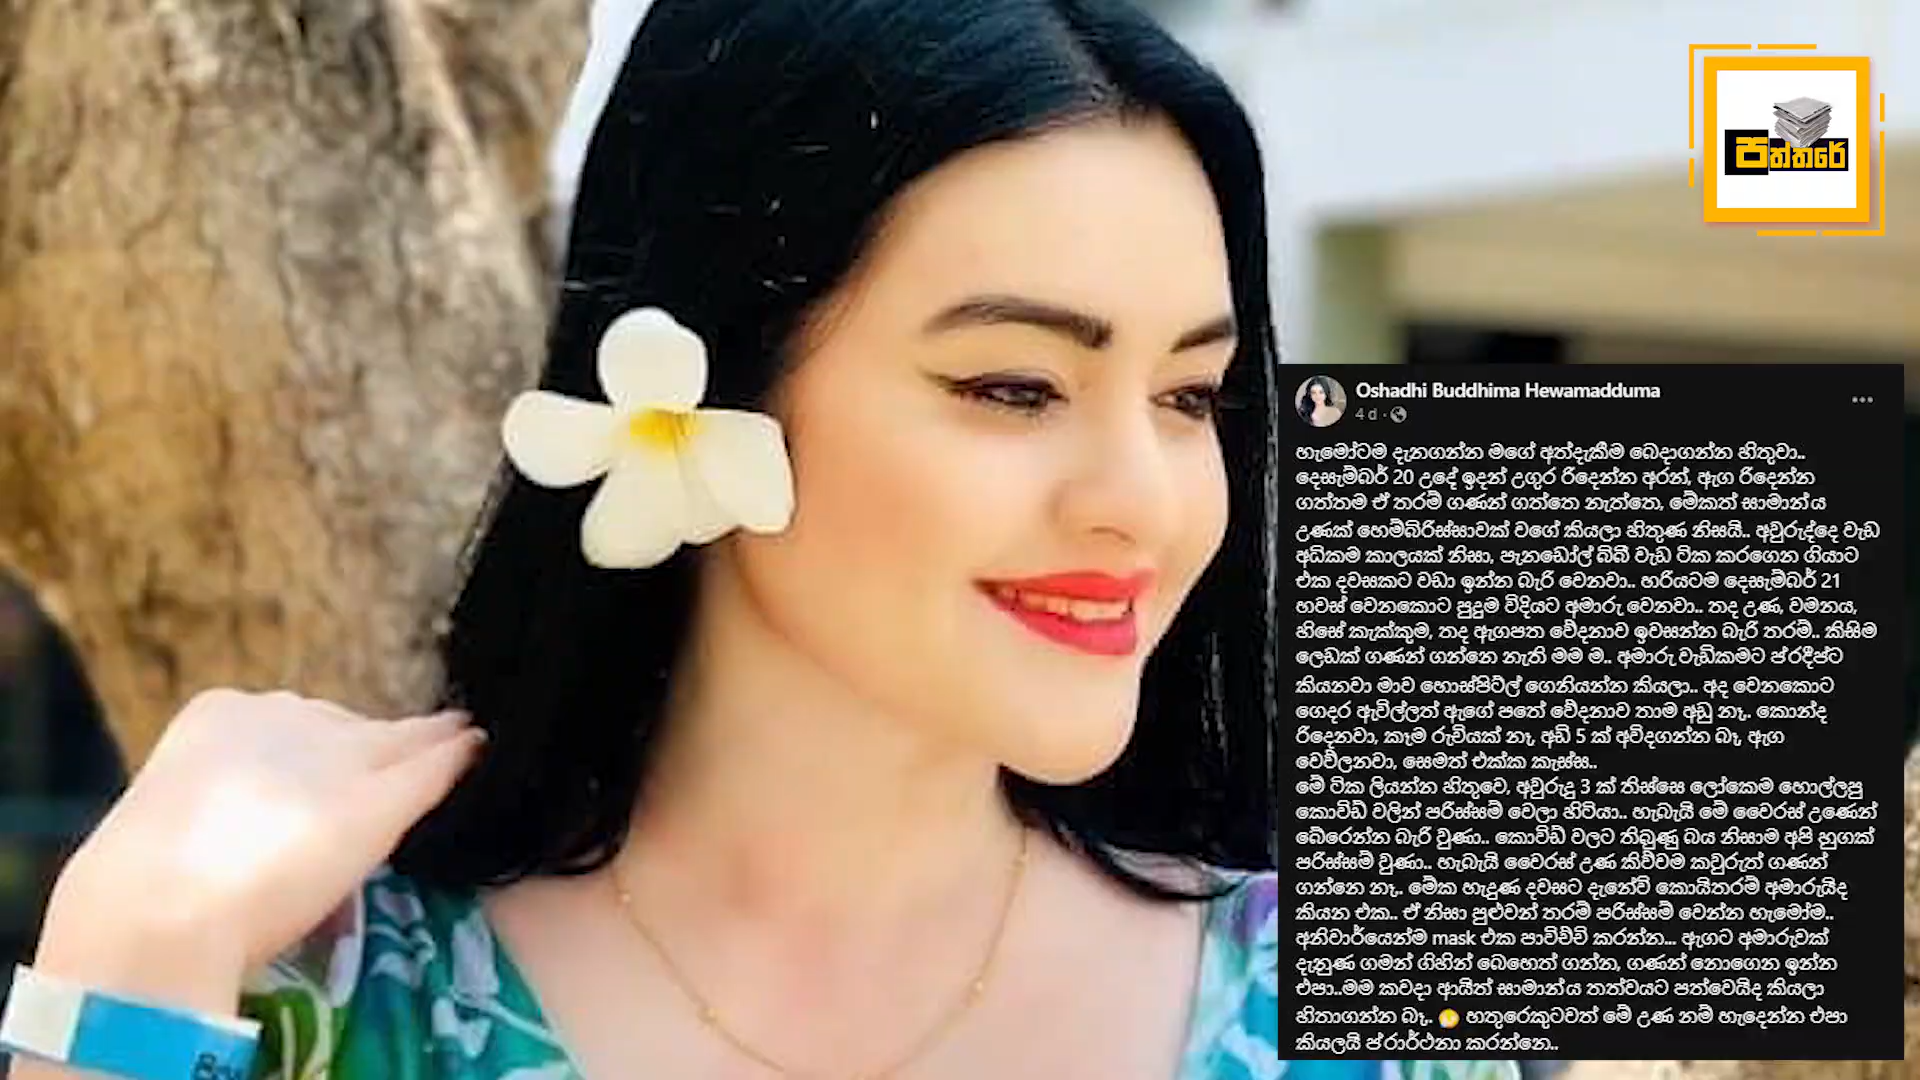 පත්තරේ
Oshadhi Buddhima Hewamadduma
4 d
හැමෝටම දැනගන්න මගේ අත්දැකීම බෙදාගන්න හිතුවා..
දෙසැම්බර් 20 උදේ ඉදන් උගුර රිදෙන්න අරන්, ඇග රිදෙන්න
ගත්තම ඒ තරම් ගණන් ගත්තෙ නැත්තෙ, මේකත් සාමාන්ය
උණක් හෙම්බිරිස්සාවක් වගේ කියලා හිතුණ නිසයි.. අවුරුද්දෙ වැඩ
අධිකම කාලයක් නිසා, පැනඩෝල් බිබී වැඩ ටික කරගෙන ගියාට
එක දවසකට වඩා ඉන්න බැරි වෙනවා.. හරියටම දෙසැම්බර් 21
හවස් වෙනකොට පුදුම විදියට අමාරු වෙනවා.. තද උණ, වමනය,
හිසේ කැක්කුම, තද ඇගපත වේදනාව ඉවසන්න බැරි තරම්.. කිසිම
ලෙඩක් ගණන් ගන්නෙ නැති මම ම.. අමාරු වැඩිකමට ප්රදීප්ට
කියනවා මාව හොස්පිට්ල් ගෙනියන්න කියලා.. අද වෙනකොට
ගෙදර ඇවිල්ලත් ඇගේ පතේ වේදනාව තාම අඩු නෑ.. කොන්ද
රිදෙනවා, කෑම රුචියක් නෑ, අඩි 5 ක් අවිදගන්න බෑ, ඇග
වෙව්ලනවා, සෙමත් එක්ක කැස්ස..
මේ ටික ලියන්න හිතුවෙ, අවුරුදු 3 ක් තිස්සෙ ලෝකෙම හොල්ලපු
කොවිඩ් වලින් පරිස්සම් වෙලා හිටියා.. හැබැයි මේ වෛරස් උණෙන්
බේරෙන්න බැරි වුණා.. කොවිඩ් වලට තිබුණු බය නිසාම අපි හුගක්
පරිස්සම් වුණා.. හැබැයි වෛරස් උණ කිව්වම කවුරුත් ගණන්
ගන්නෙ නෑ.. මේක හැදුණ දවසට දැනේවි කොයිතරම් අමාරුයිද
කියන එක.. ඒ නිසා පුළුවන් තරම් පරිස්සම් වෙන්න හැමෝම..
අනිවාර්යෙන්ම mask එක පාවිච්චි කරන්න... ඇගට අමාරුවක්
දැනුණ ගමන් ගිහින් බෙහෙත් ගන්න, ගණන් නොගෙන ඉන්න
එපා..මම කවදා ආයිත් සාමාන්ය තත්වයට පත්වෙයිද කියලා
හිතාගන්න බෑ.. හතුරෙකුටවත් මේ උණ නම් හැදෙන්න එපා
කියලයි ප්රාර්ථනා කරන්නෙ..